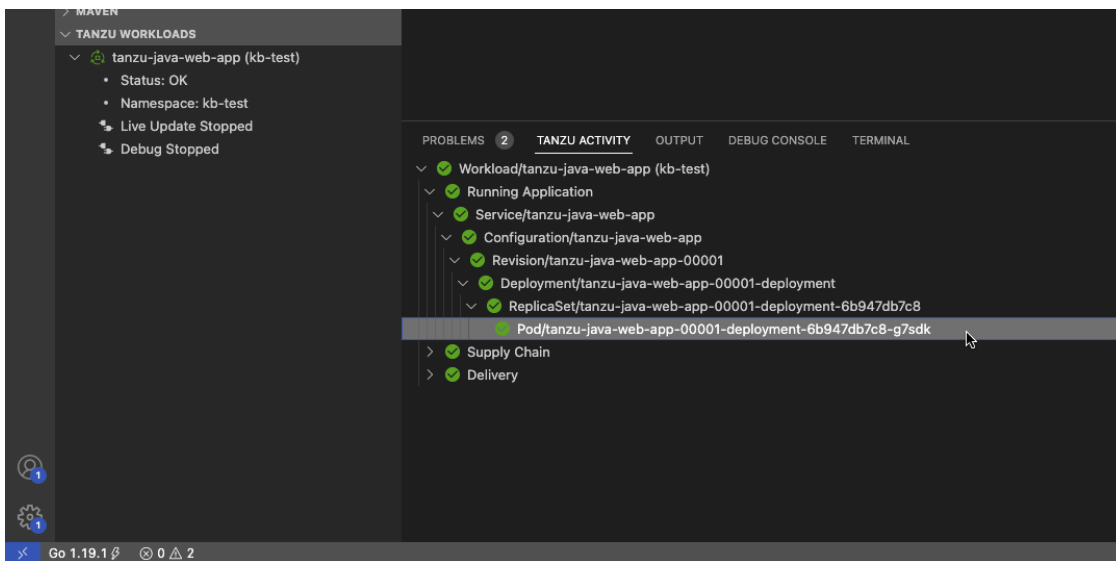 MAVEN
TANZU WORKLOADS
tanzu-java-web-app (kb-test)
Status: OK
Namespace: kb-test
Live Update Stopped
Debug Stopped
PROBLEMS 2 TANZU ACTIVITY OUTPUT DEBUG CONSOLE TERMINAL
Workload/tanzu-java-web-app (kb-test)
Running Application
Service/tanzu-java-web-app
Configuration/tanzu-java-web-app
Revision/tanzu-java-web-app-00001
Deployment/tanzu-java-web-app-00001-deployment
ReplicaSet/tanzu-java-web-app-00001-deployment-6b947db7c8
Pod/tanzu-java-web-app-00001-deployment-6b947db7c8-g7sdk
Supply Chain
Delivery
1
1
Go 1.19.1 0 2